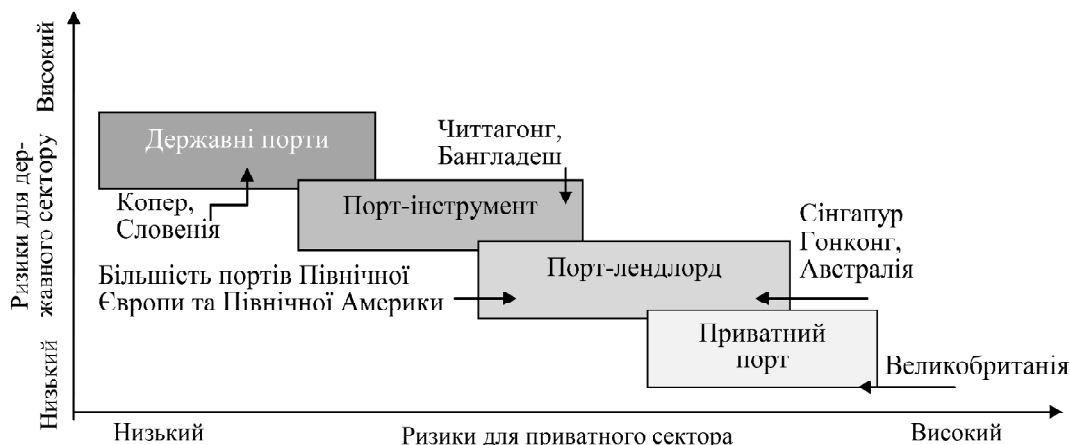 Високий
Ризики для дер-
жавного сектору
Низький
Державні порти
Читтагонг,
Бангладеш
Копер,
Словенія
Порт-інструмент
Сінгапур
Гонконг,
Австралія
Більшість портів Північної
Європи та Північної Америки
Порт-лендлорд
Приватний
порт
Великобританія
Низький
Ризики для приватного сектора
Високий